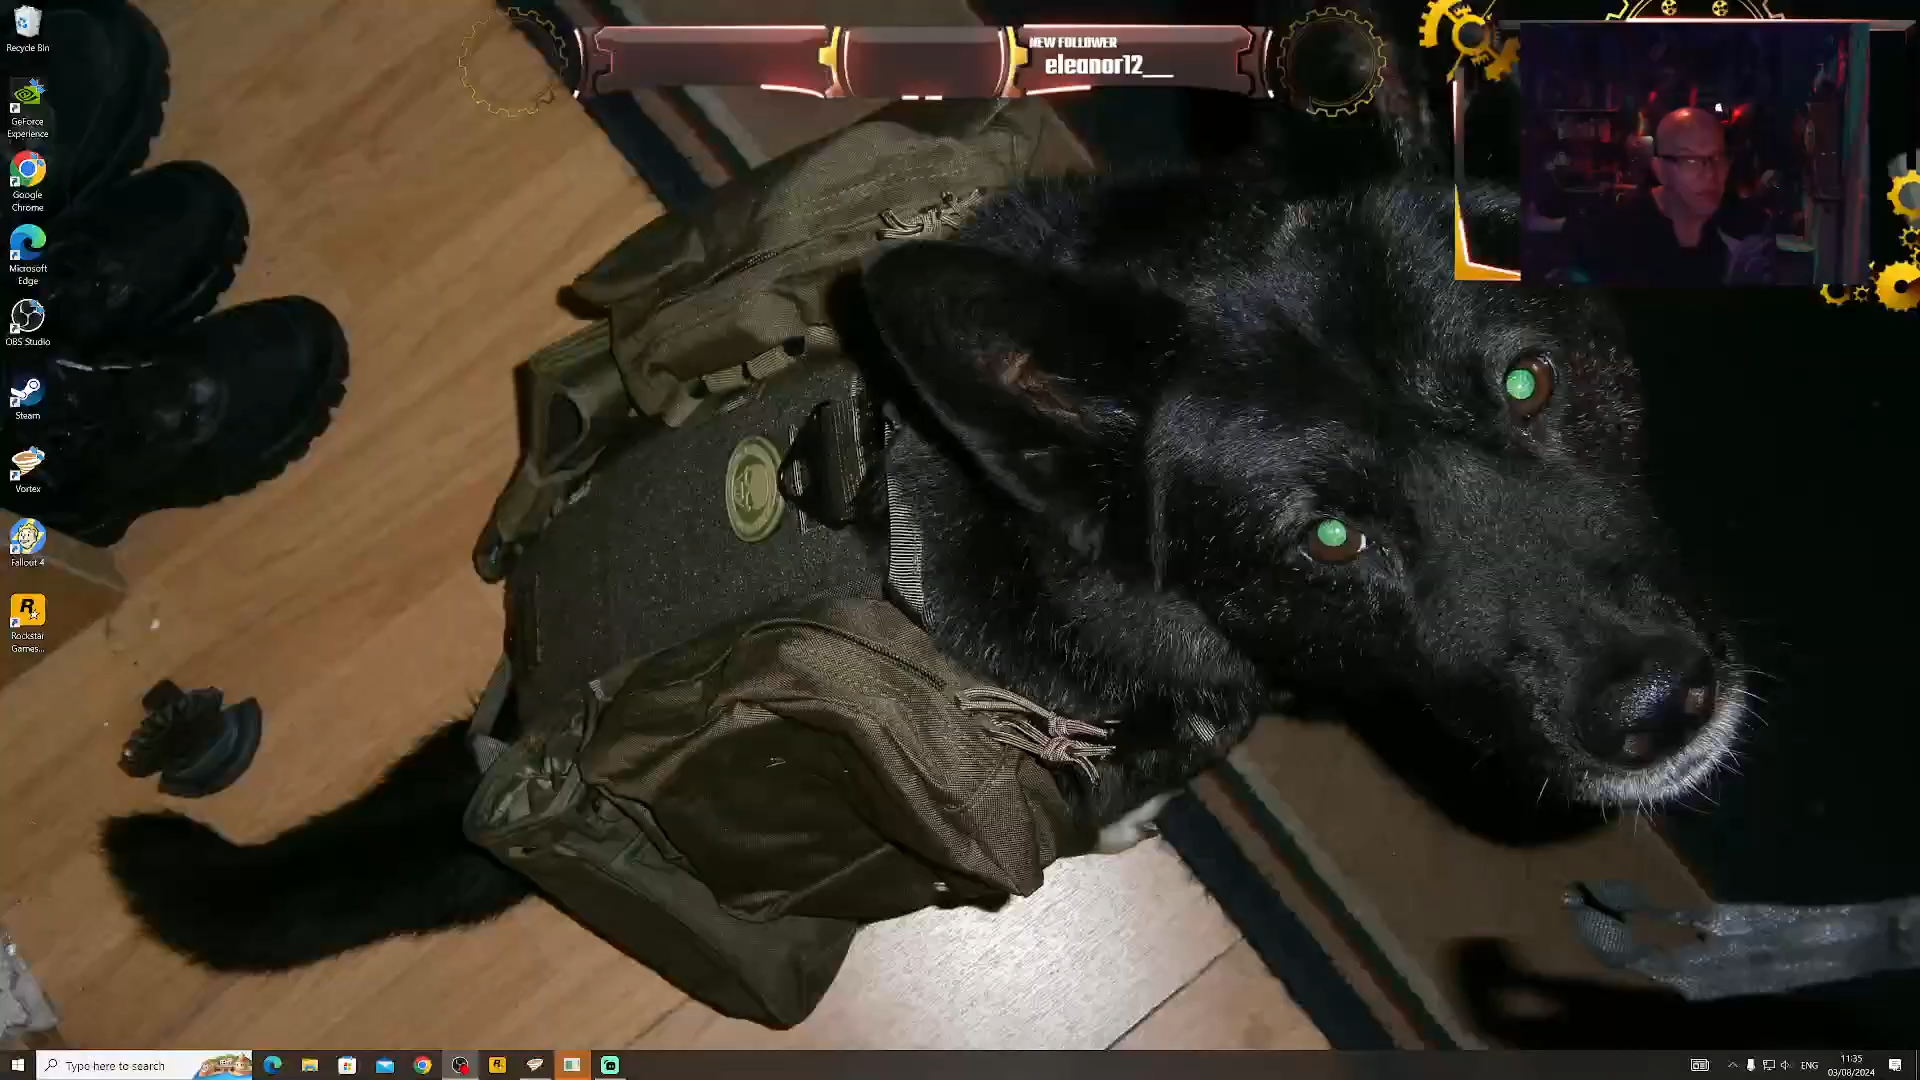 Recycle Bin
GeForce
Experience
Google
Chrome
Microsoft
Edge
OBS Studio
Steam
Vortex
Fallout 4
Rockstar
Games...
NEW FOLLOWER
eleanor12__
Type here to search
ENG
11:35
03/08/2024